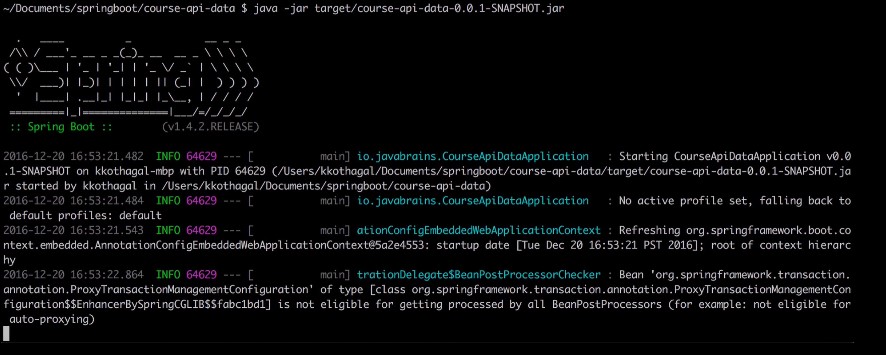 ~/Documents/springboot/course-api-data $ java -jar target/course-api-data-0.0.1-SNAPSHOT.jar
  .   ____          _            __ _ _
 /\\ / ___'_ __ _ _(_)_ __  __ _ \ \ \ \
( ( )\___ | '_ | '_| | '_ \/ _` | \ \ \ \
 \\/  ___)| |_)| | | | | || (_| |  ) ) ) )
  '  |____| .__|_| |_|_| |_\__, | / / / /
 =========|_|==============|___/=/_/_/_/
 :: Spring Boot ::        (v1.4.2.RELEASE)
2016-12-20 16:53:21.482  INFO 64629 --- [           main] io.javabrains.CourseApiDataApplication   : Starting CourseApiDataApplication v0.0
.1-SNAPSHOT on kkothagal-mbp with PID 64629 (/Users/kkothagal/Documents/springboot/course-api-data/target/course-api-data-0.0.1-SNAPSHOT.ja
r started by kkothagal in /Users/kkothagal/Documents/springboot/course-api-data)
2016-12-20 16:53:21.484  INFO 64629 --- [           main] io.javabrains.CourseApiDataApplication   : No active profile set, falling back to
 default profiles: default
2016-12-20 16:53:21.543  INFO 64629 --- [           main] ationConfigEmbeddedWebApplicationContext : Refreshing org.springframework.boot.co
ntext.embedded.AnnotationConfigEmbeddedWebApplicationContext@5a2e4553: startup date [Tue Dec 20 16:53:21 PST 2016]; root of context hierarc
hy
2016-12-20 16:53:22.864  INFO 64629 --- [           main] trationDelegate$BeanPostProcessorChecker : Bean 'org.springframework.transaction.
annotation.ProxyTransactionManagementConfiguration' of type [class org.springframework.transaction.annotation.ProxyTransactionManagementCon
figuration$$EnhancerBySpringCGLIB$$fabc1bd1] is not eligible for getting processed by all BeanPostProcessors (for example: not eligible for
 auto-proxying)